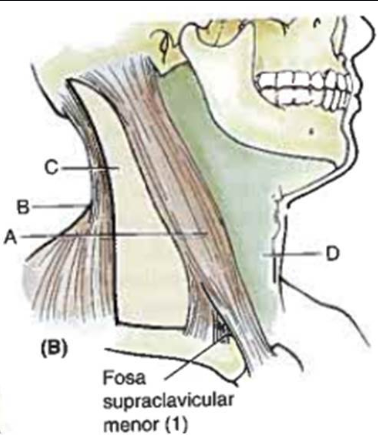 C
B
A
D
(B)
Fosa
supraclavicular
menor (1)